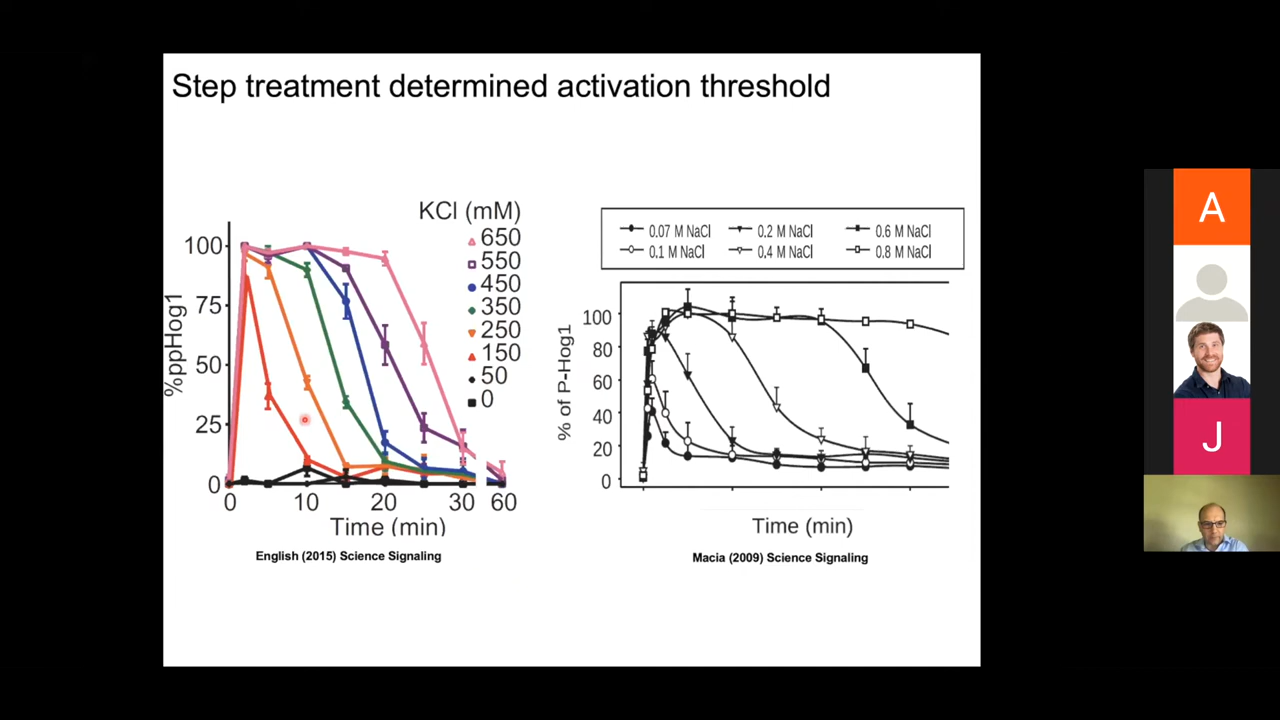 Step treatment determined activation threshold
KCl (mM)
650
550
450
350
250
150
50
0
%ppHog1
100
75
50
25
0
0
10
20
30
60
Time (min)
English (2015) Science Signaling
0.07 M NaCl
0.2 M NaCl
0.6 M NaCl
0.1 M NaCl
0.4 M NaCl
0.8 M NaCl
% of P-Hog1
100
80
60
40
20
0
Time (min)
Macia (2009) Science Signaling
A
J